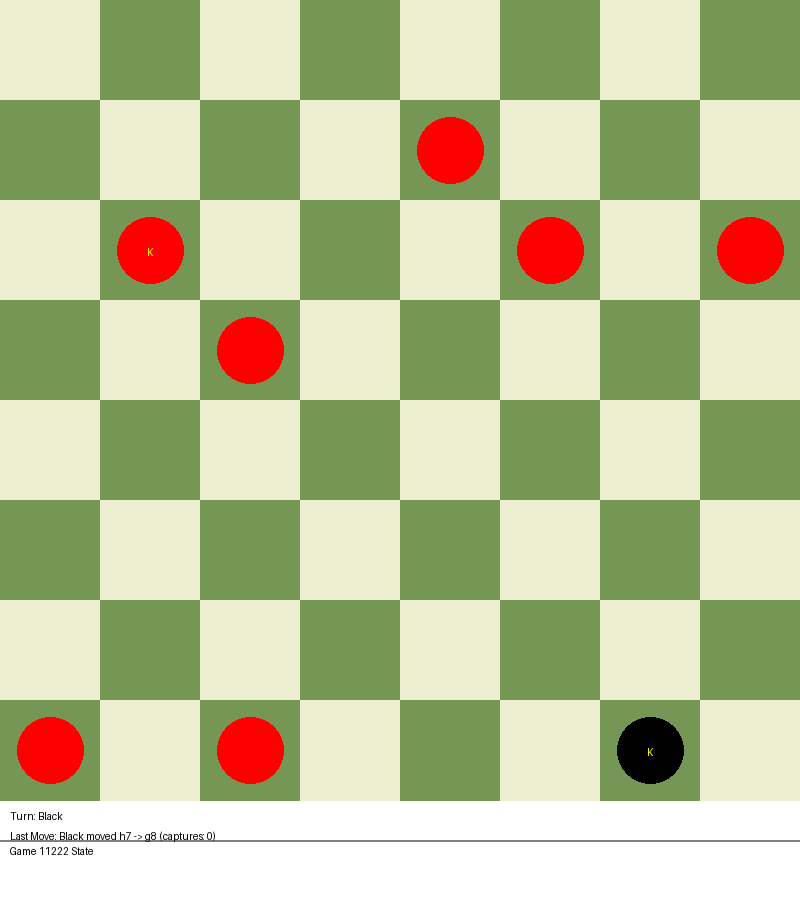 K
K
Turn: Black
Last Move: Black moved h7 -> g8 (captures: 0)
Game 11222 State